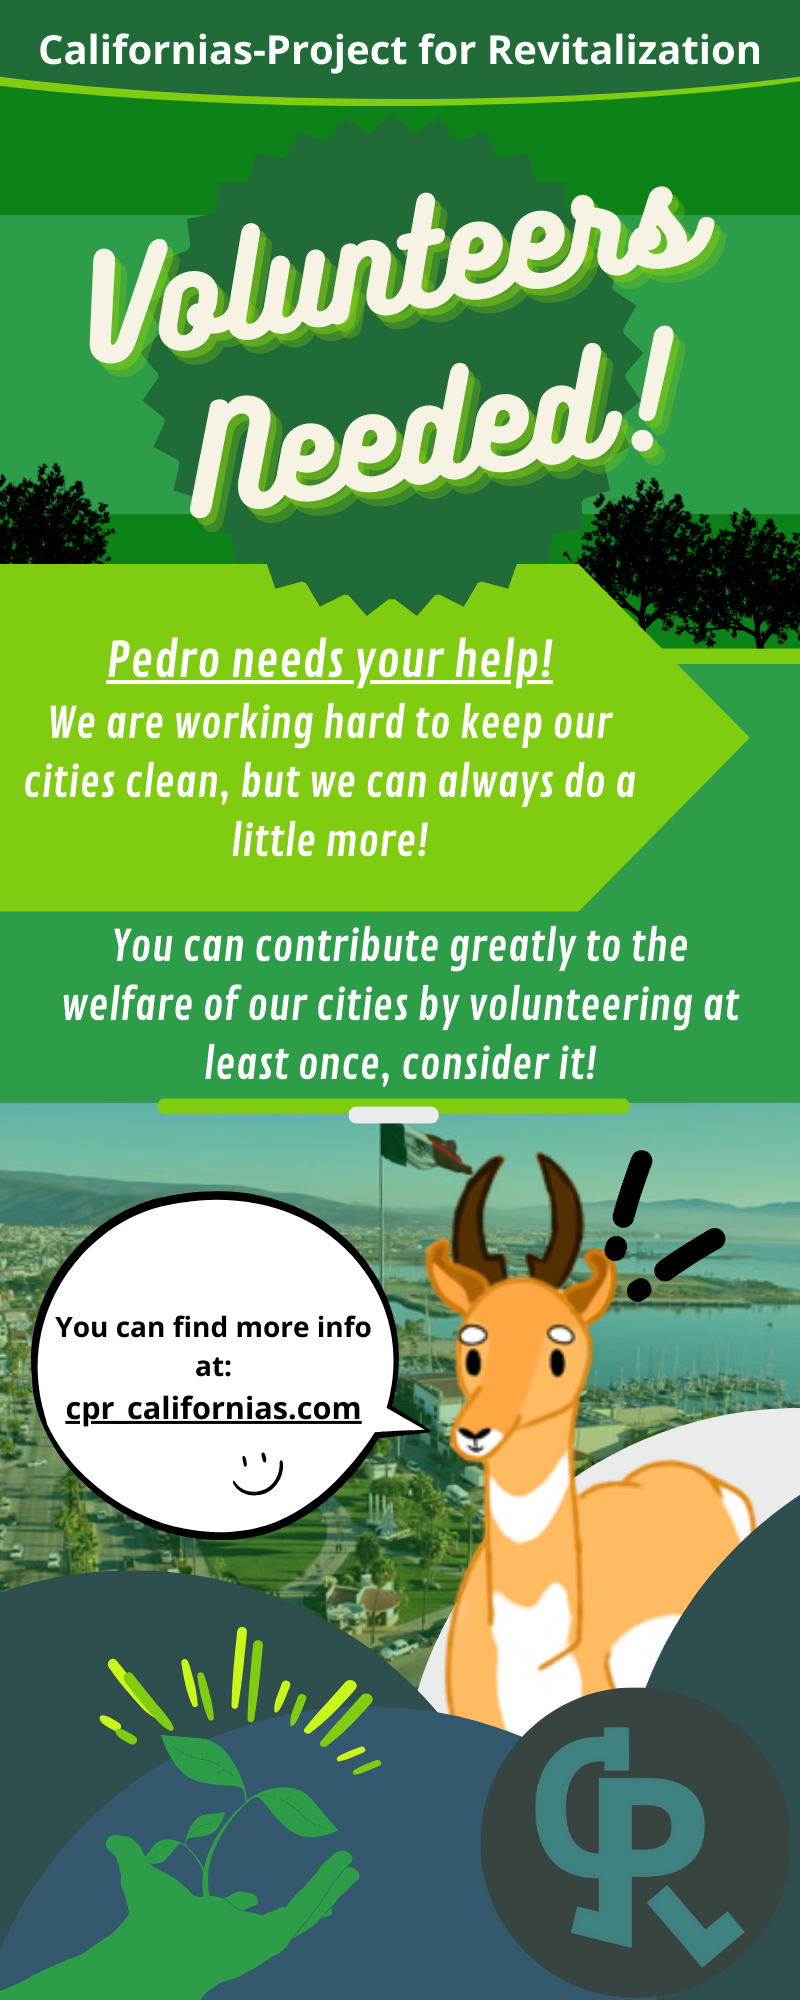 Californias-Project for Revitalization
Volunteers
Needed!
Pedro needs your help!
We are working hard to keep our
cities clean, but we can always do a
little more!
You can contribute greatly to the
welfare of our cities by volunteering at
least once, consider it!
You can find more info
at:
cpr_californias.com
CPR